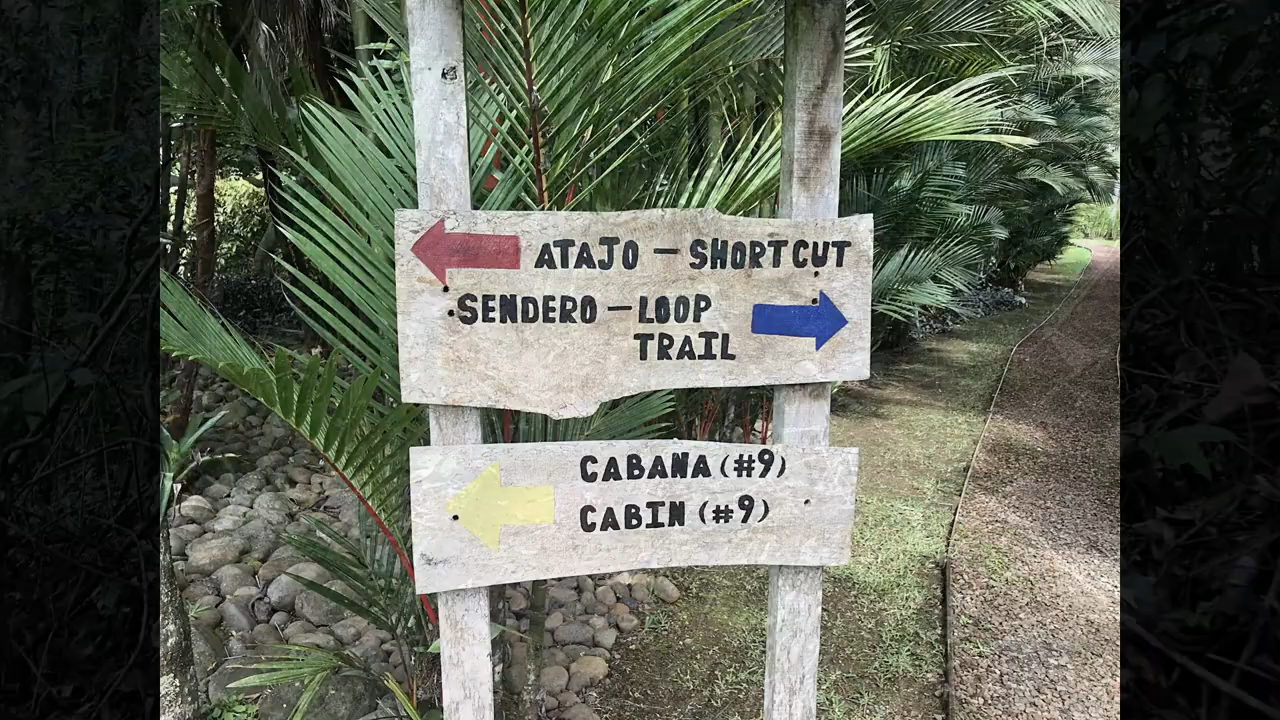 ATAJO — SHORTCUT
SENDERO — LOOP
TRAIL
CABANA (#9)
CABIN (#9)